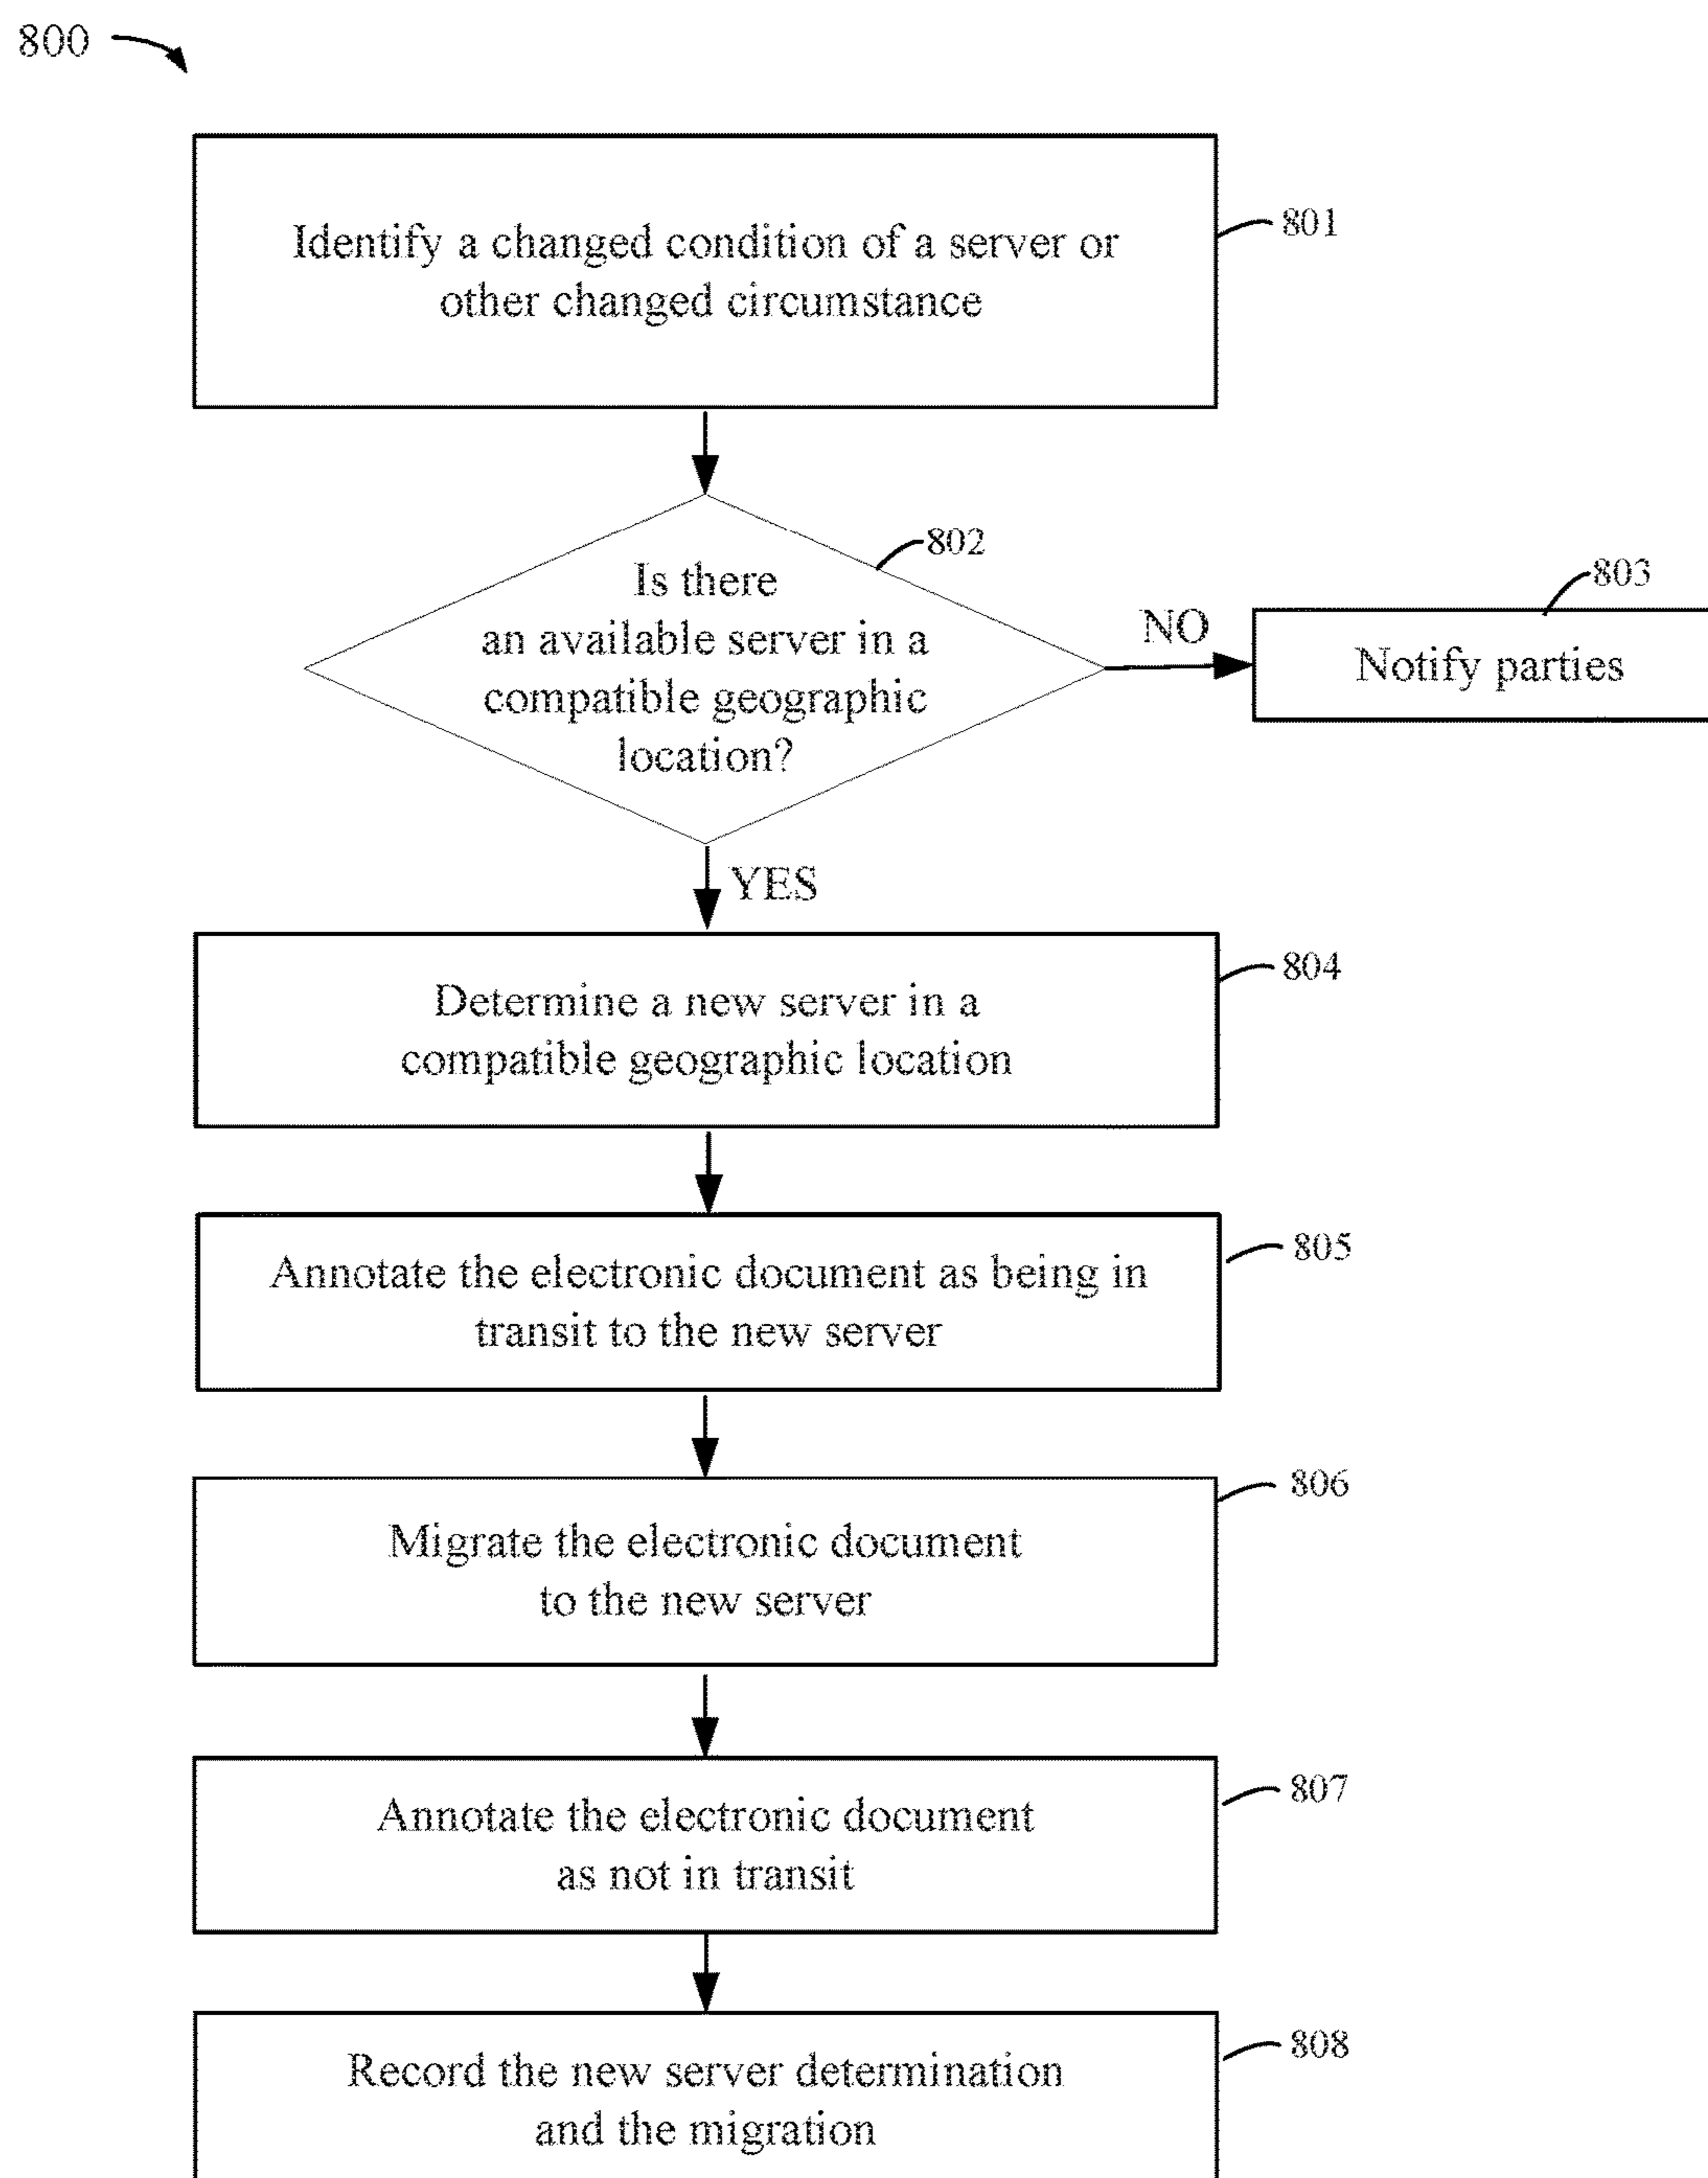 800
Identify a changed condition of a server or
other changed circumstance
801
802
Is there
an available server in a
compatible geographic
location?
NO
803
Notify parties
YES
804
Determine a new server in a
compatible geographic location
805
Annotate the electronic document as being in
transit to the new server
806
Migrate the electronic document
to the new server
807
Annotate the electronic document
as not in transit
808
Record the new server determination
and the migration